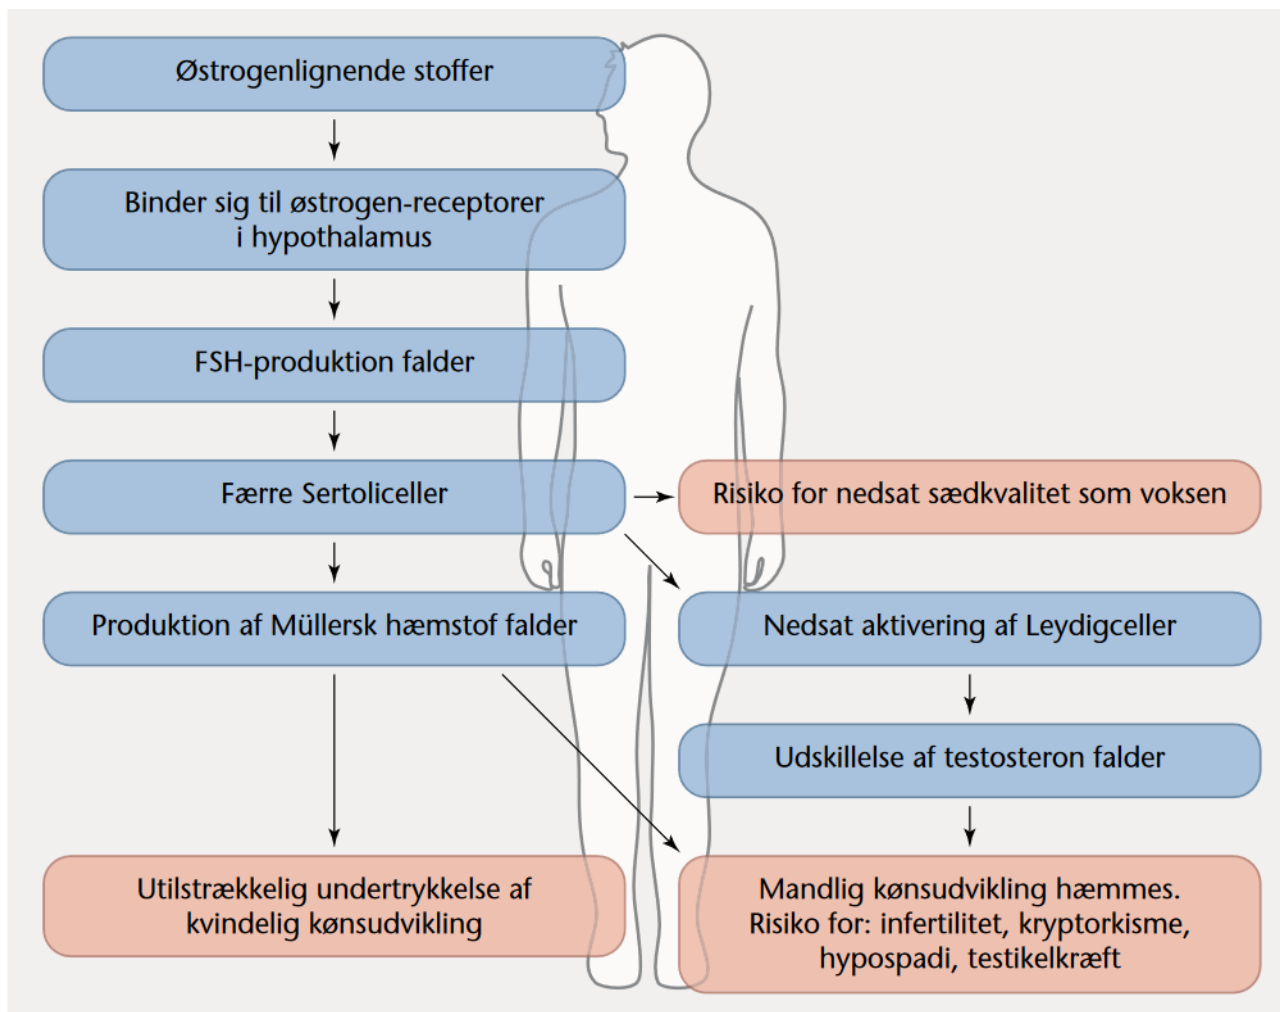 Østrogenlignende stoffer
Binder sig til østrogen-receptorer
i hypothalamus
FSH-produktion falder
Færre Sertoliceller
Risiko for nedsat sædkvalitet som voksen
Produktion af Müllersk hæmstof falder
Nedsat aktivering af Leydigceller
Udskillelse af testosteron falder
Utilstrækkelig undertrykkelse af
kvindelig kønsudvikling
Mandlig kønsudvikling hæmmes.
Risiko for: infertilitet, kryptorkisme,
hypospadi, testikelkræft